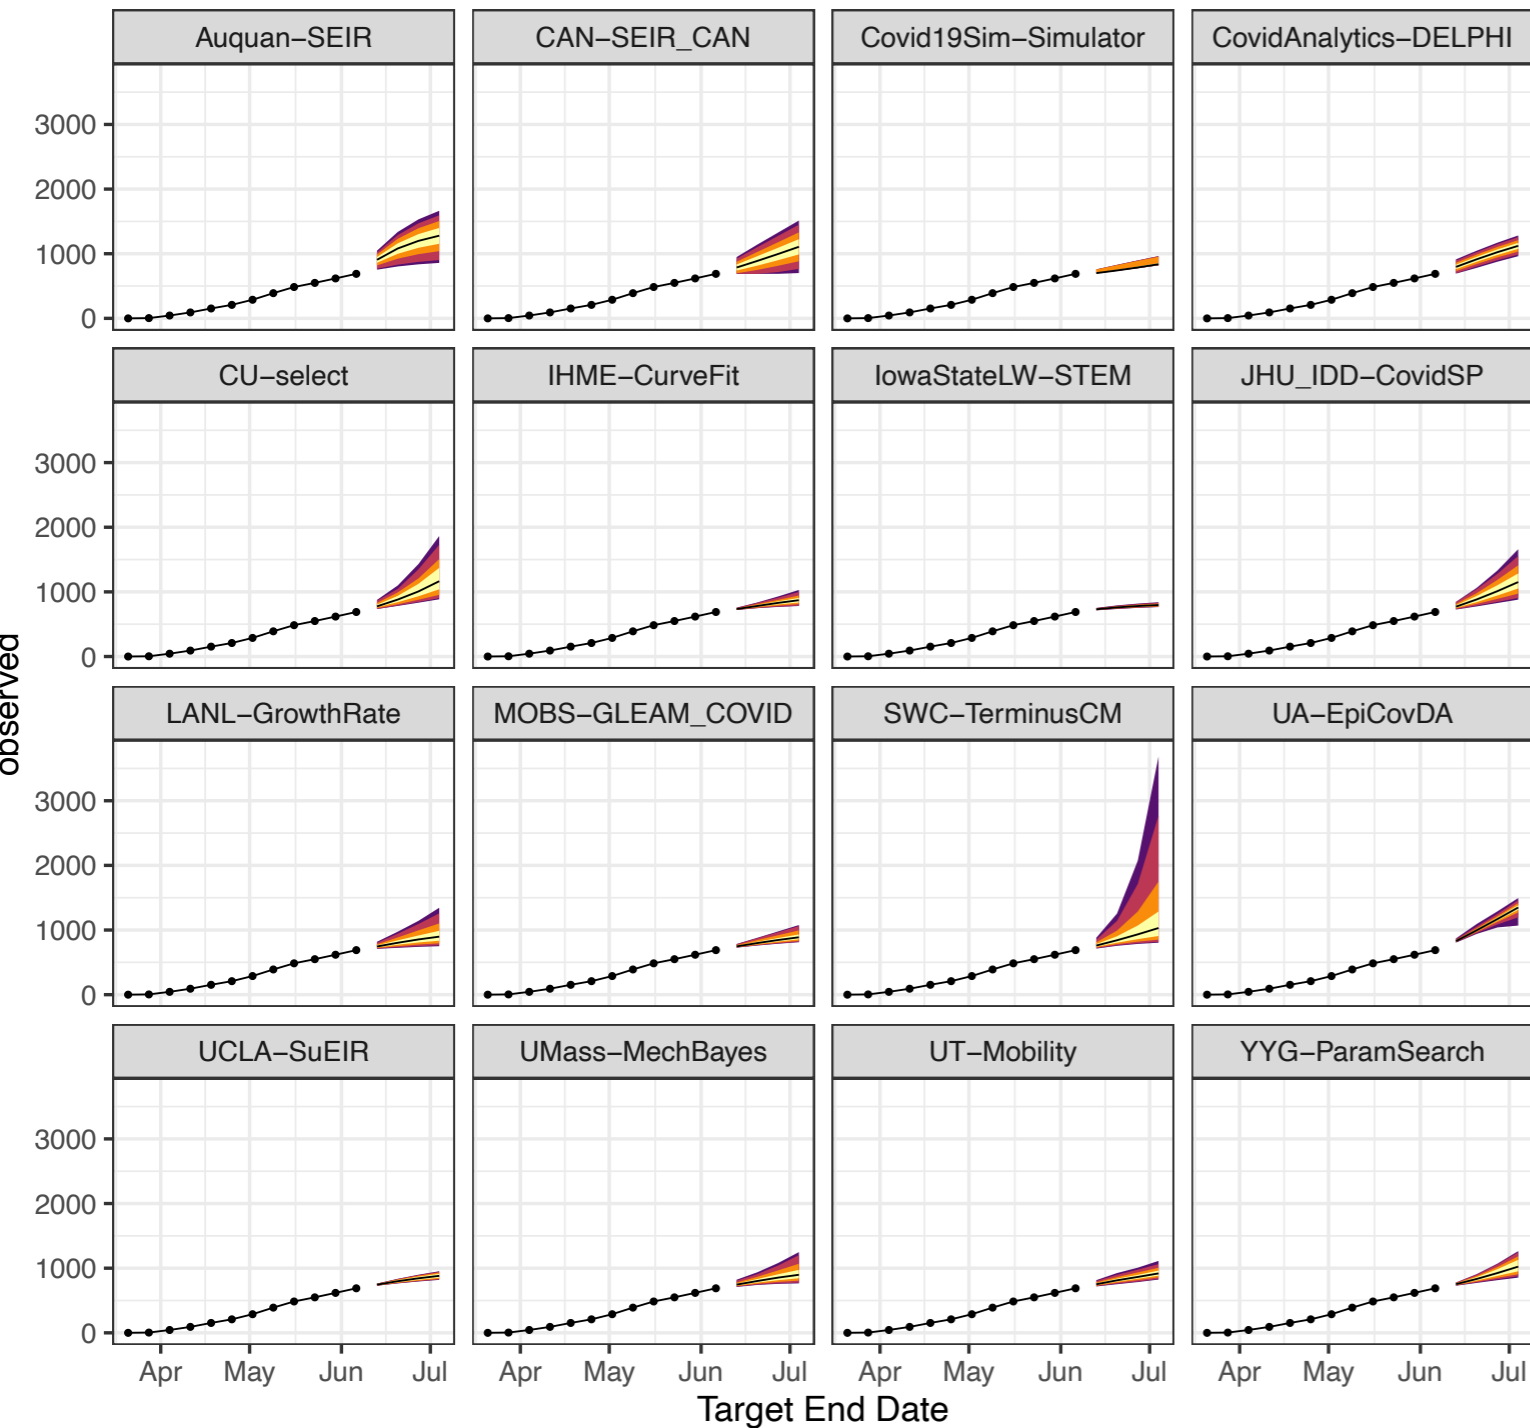 Auquan−SEIR
CAN−SEIR_CAN
Covid19Sim−Simulator
CovidAnalytics−DELPHI
3000
2000
1000
0
CU−select
IHME−CurveFit
IowaStateLW−STEM
JHU_IDD−CovidSP
3000
2000
1000
0
observed
LANL−GrowthRate
MOBS−GLEAM_COVID
SWC−TerminusCM
UA−EpiCovDA
3000
2000
1000
0
UCLA−SuEIR
UMass−MechBayes
UT−Mobility
YYG−ParamSearch
3000
2000
1000
0
Apr May Jun Jul
Apr May Jun Jul
Apr May Jun Jul
Apr May Jun Jul
Target End Date